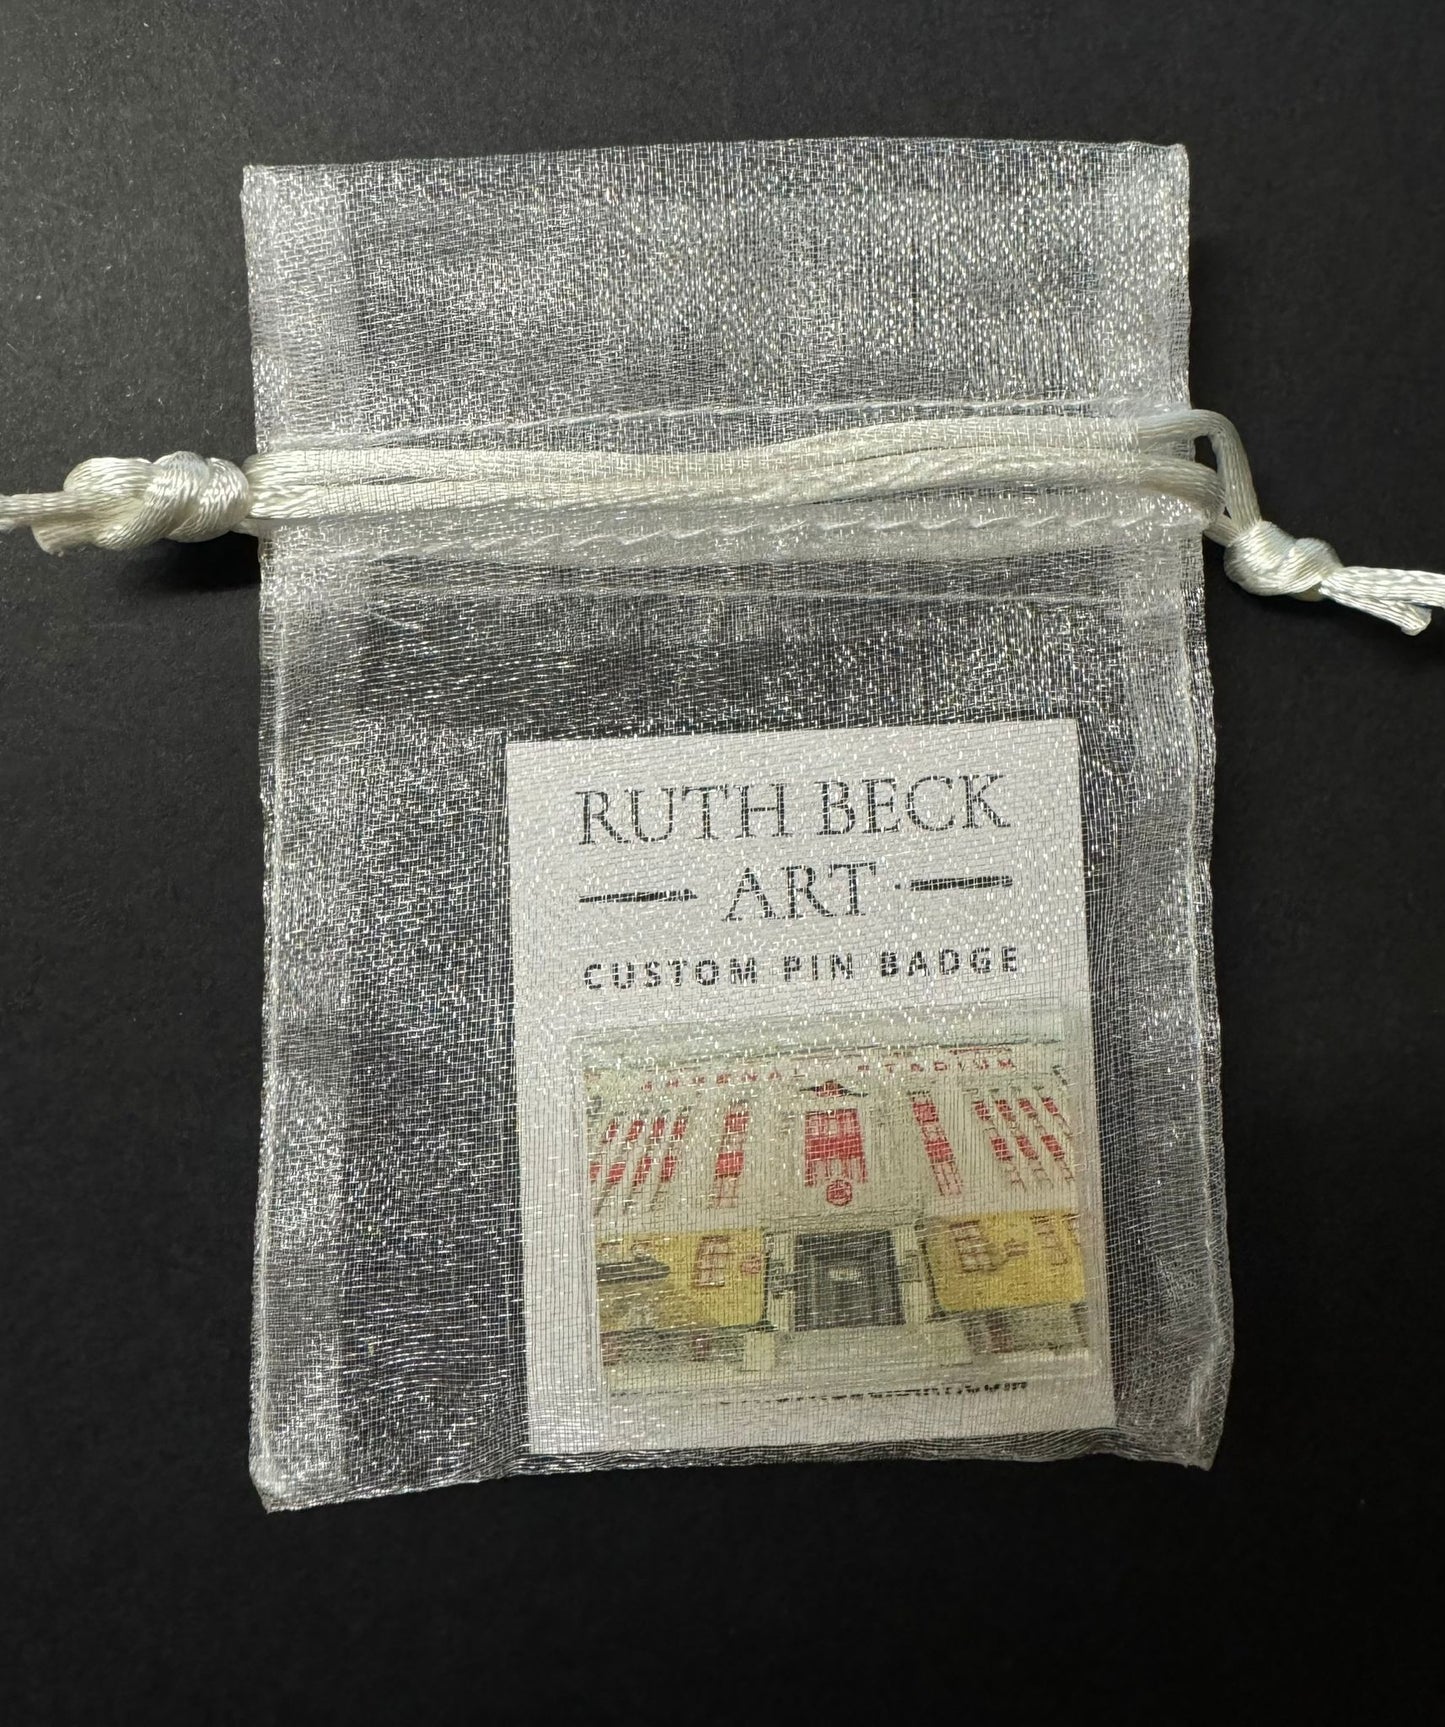 RUTH BECK
ART
CUSTOM PIN BADGE
ARSENAL STADIUM